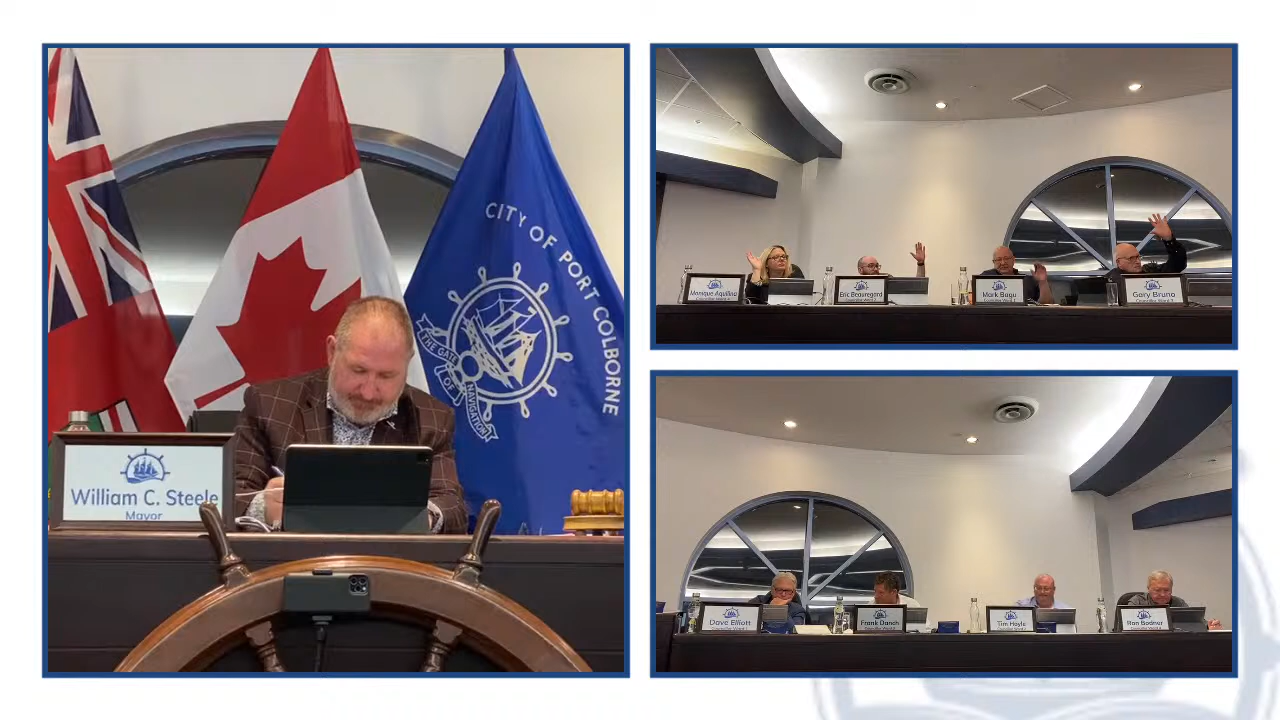 CITY OF PORT COLBORNE
THE GATE
OF
NAVIGATION
William C. Steele
Mayor
Monique Aquilina
Eric Beauregard
Mark Bagu
Gary Bruno
Dave Elliott
Frank Danch
Tim Hoyle
Ron Bodner